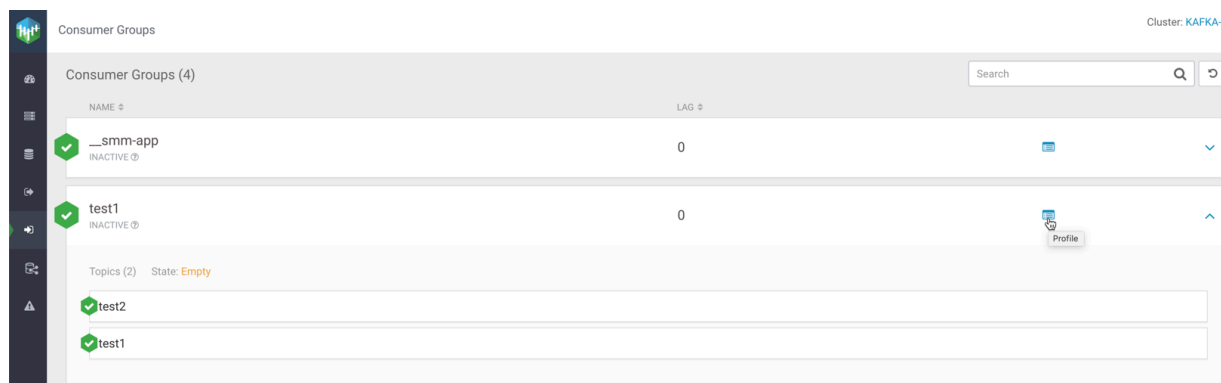 Consumer Groups
Cluster: KAFKA-
Consumer Groups (4)
Search
NAME
LAG
__smm-app
0
INACTIVE
test1
0
INACTIVE
Profile
Topics (2) State: Empty
test2
test1